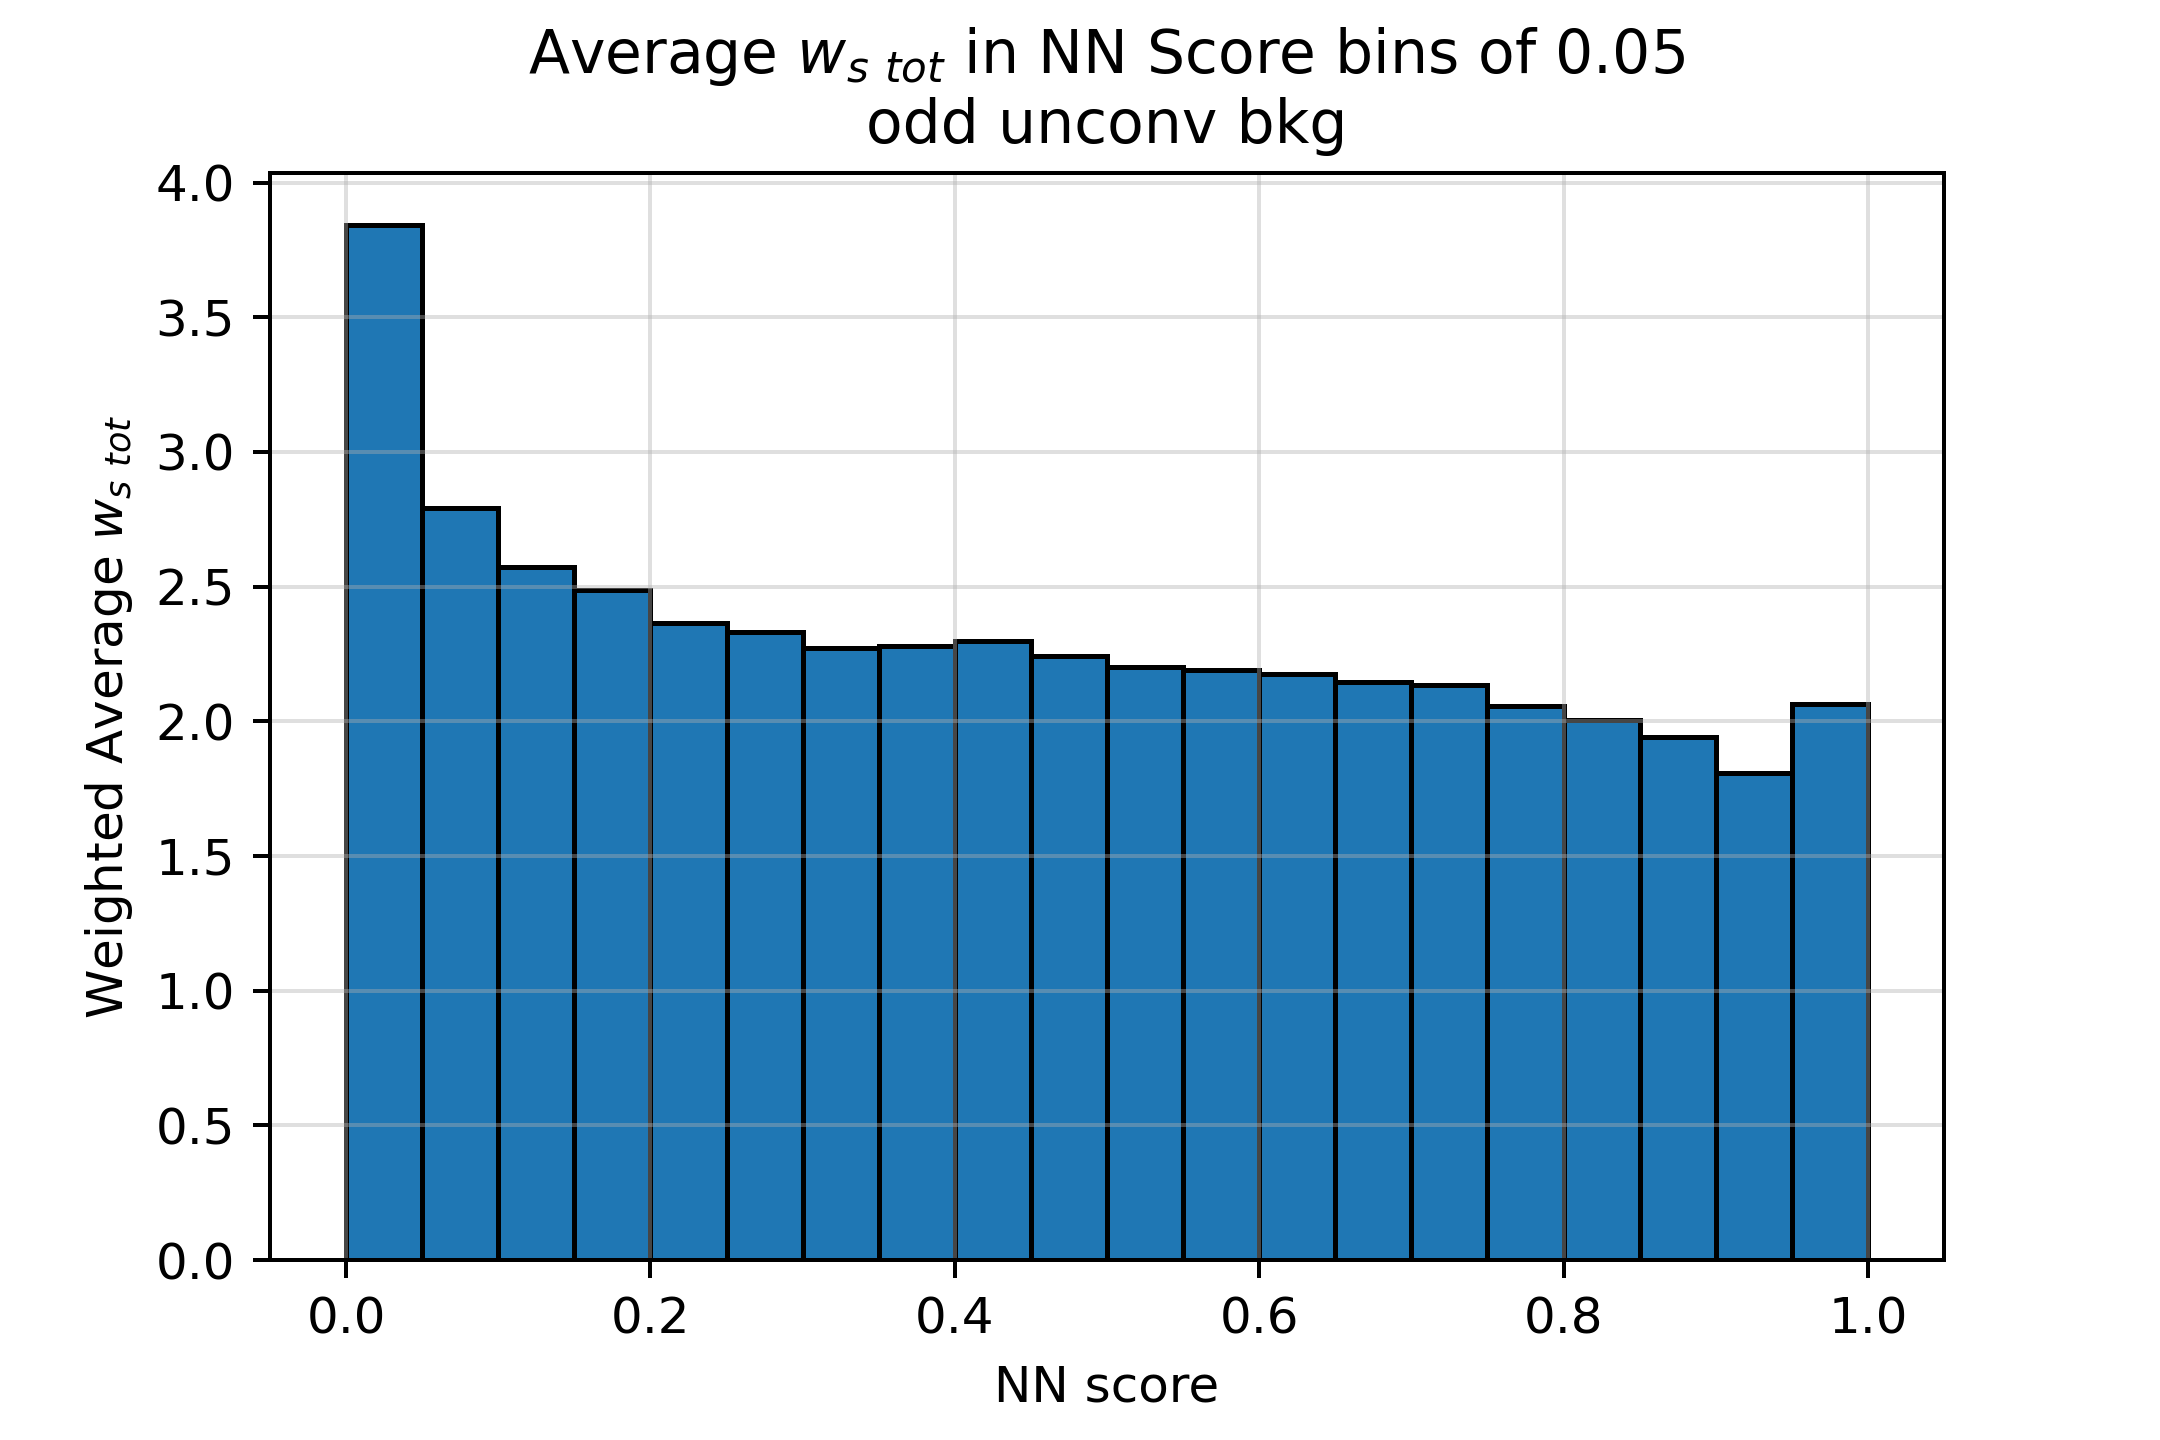 Average w_s tot in NN Score bins of 0.05
odd unconv bkg
Weighted Average w_s tot
4.0
3.5
3.0
2.5
2.0
1.5
1.0
0.5
0.0
0.0 0.2 0.4 0.6 0.8 1.0
NN score